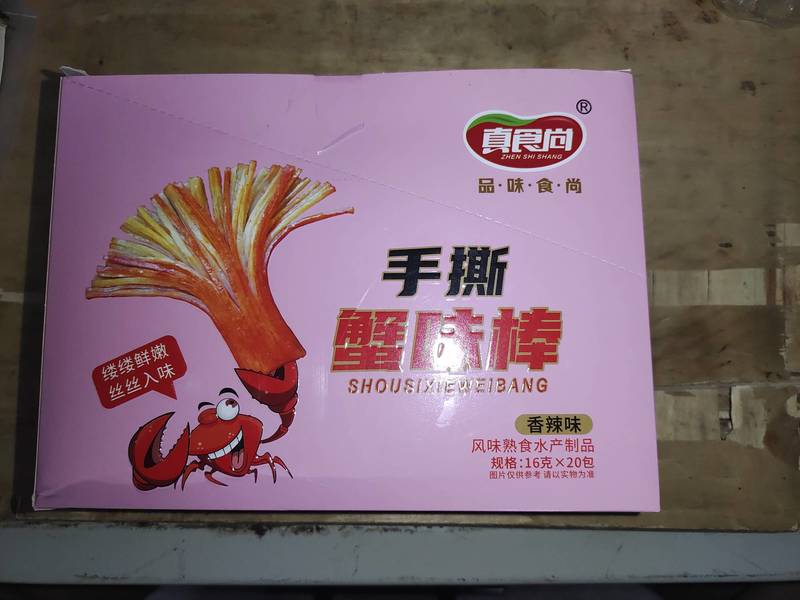 真食尚
®
ZHEN SHI SHANG
品·味·食·尚
手撕
蟹味棒
SHOUSIXIEWEIBANG
缕缕鲜嫩
丝丝入味
香辣味
风味熟食水产制品
规格:16克×20包
图片仅供参考 请以实物为准